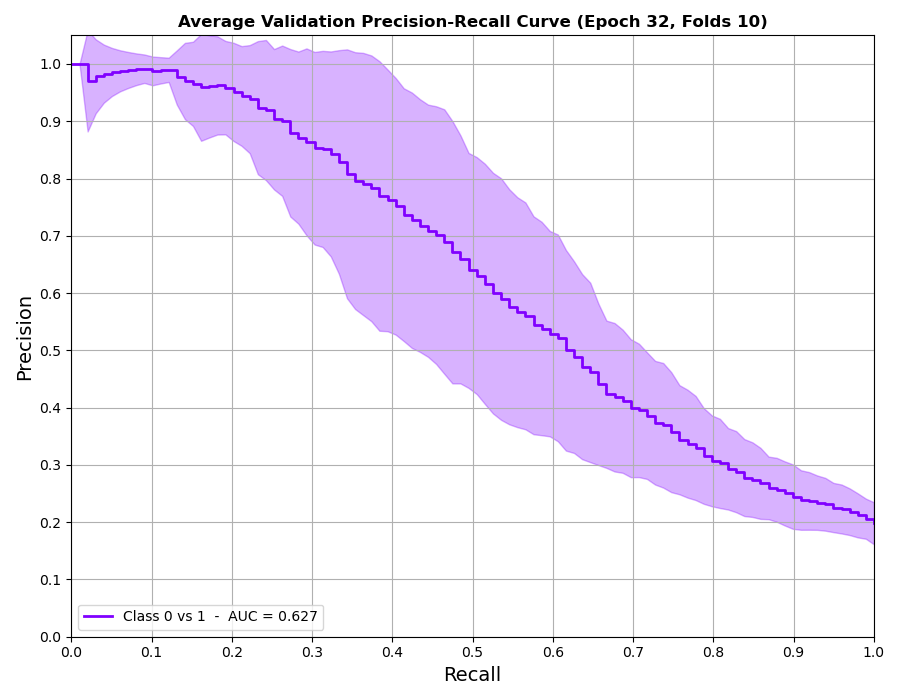 Average Validation Precision-Recall Curve (Epoch 32, Folds 10)
Precision
1.0
0.9
0.8
0.7
0.6
0.5
0.4
0.3
0.2
0.1
0.0
Class 0 vs 1 - AUC = 0.627
0.0 0.1 0.2 0.3 0.4 0.5 0.6 0.7 0.8 0.9 1.0
Recall